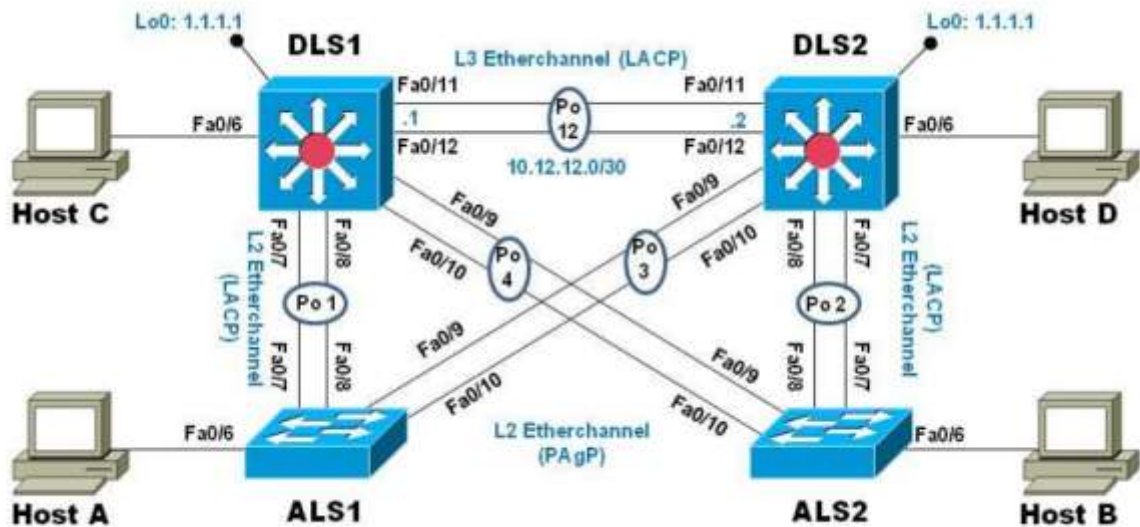 Lo0: 1.1.1.1
Lo0: 1.1.1.1
DLS1
DLS2
L3 Etherchannel (LACP)
Fa0/11
Fa0/11
Fa0/6
.1
Po
12
.2
Fa0/6
Fa0/12
Fa0/12
10.12.12.0/30
Host C
Host D
Fa0/9
Fa0/9
Fa0/7
Fa0/8
Fa0/10
Po
4
Po
3
Fa0/10
Fa0/8
Fa0/7
L2 Etherchannel
(LACP)
Po 1
Po 2
(LACP)
L2 Etherchannel
Fa0/9
Fa0/9
Fa0/7
Fa0/8
Fa0/10
Fa0/10
Fa0/8
Fa0/7
Fa0/6
L2 Etherchannel
(PAgP)
Fa0/6
Host A
ALS1
ALS2
Host B